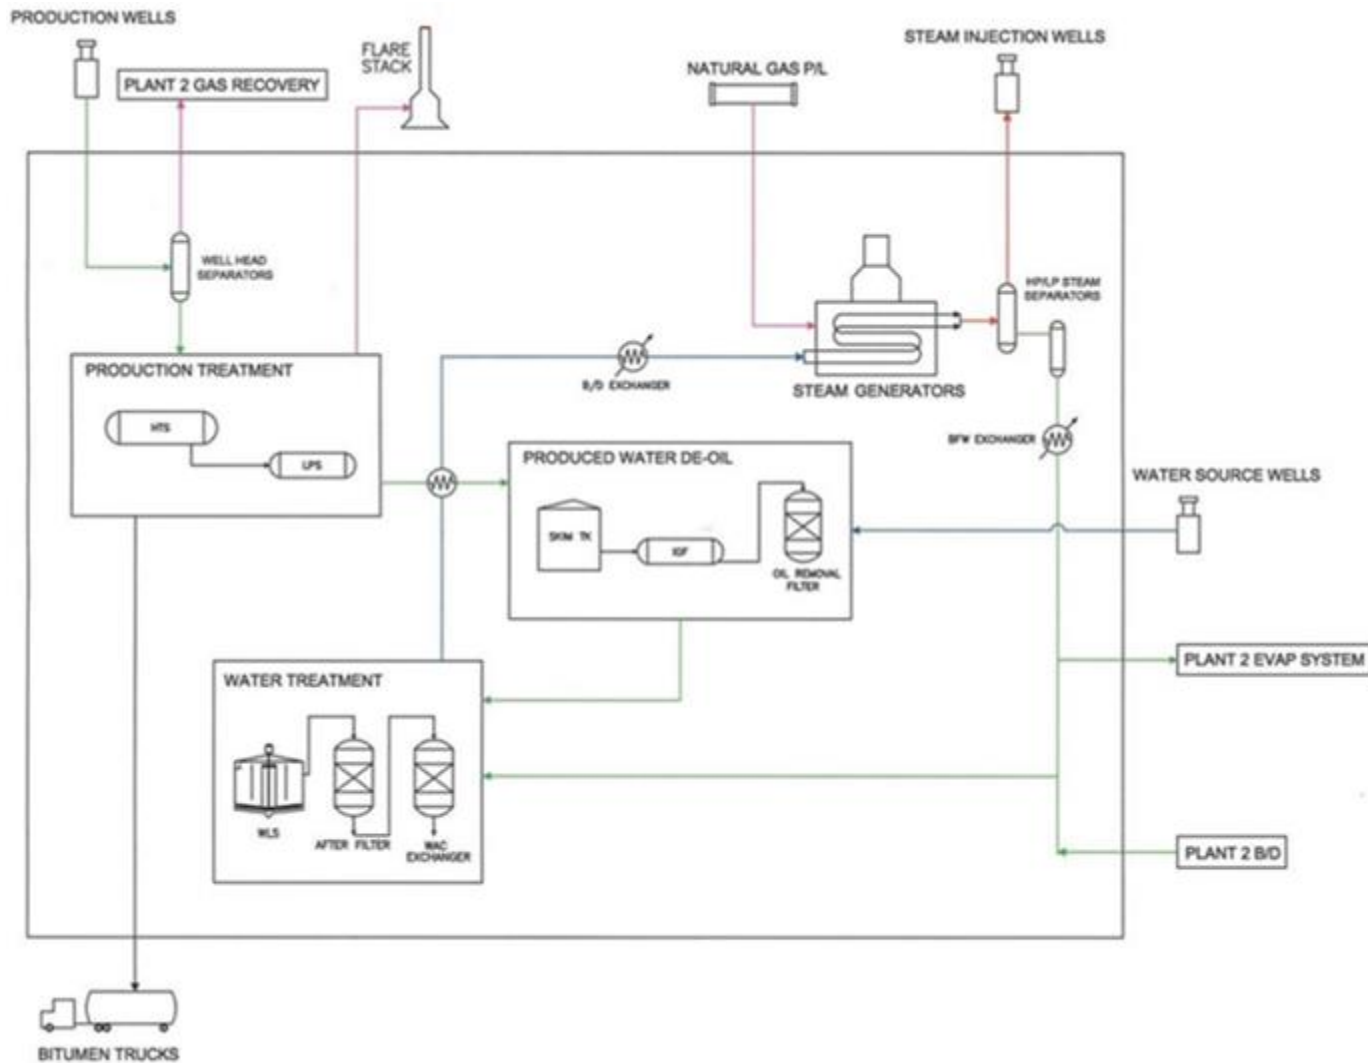 PRODUCTION WELLS
PLANT 2 GAS RECOVERY
FLARE
STACK
NATURAL GAS P/L
STEAM INJECTION WELLS
WELL HEAD
SEPARATORS
HP/LP STEAM
SEPARATORS
PRODUCTION TREATMENT
HTS
LPS
B/D EXCHANGER
STEAM GENERATORS
BFW EXCHANGER
PRODUCED WATER DE-OIL
SKIM TK
IGF
OIL REMOVAL
FILTER
WATER SOURCE WELLS
WATER TREATMENT
WLS
AFTER FILTER
WAC
EXCHANGER
PLANT 2 EVAP SYSTEM
PLANT 2 B/D
BITUMEN TRUCKS